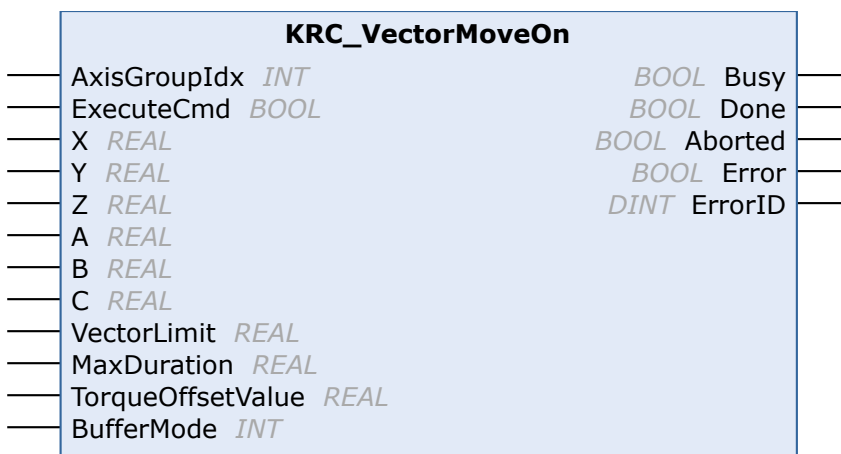 KRC_VectorMoveOn
AxisGroupIdx INT BOOL Busy
ExecuteCmd BOOL BOOL Done
X REAL BOOL Aborted
Y REAL BOOL Error
Z REAL DINT ErrorID
A REAL
B REAL
C REAL
VectorLimit REAL
MaxDuration REAL
TorqueOffsetValue REAL
BufferMode INT